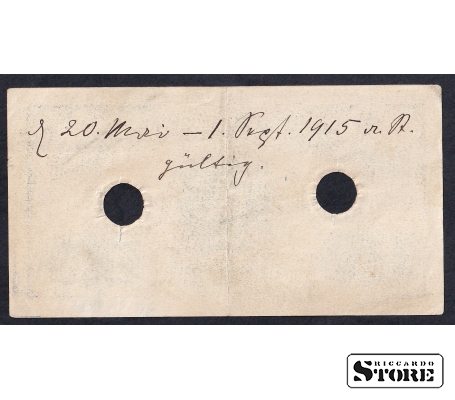 20. Mai – 1. Sept. 1915 a. St.
gültig.
RICCARDO
STORE